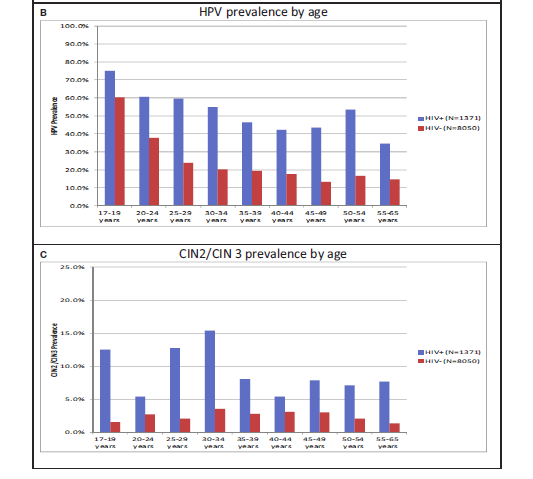 B
HPV prevalence by age
100.0%
90.0%
80.0%
70.0%
60.0%
50.0%
40.0%
30.0%
20.0%
10.0%
0.0%
HPV Prevalence
17-19 20-24 25-29 30-34 35-39 40-44 45-49 50-54 55-65
years years years years years years years years years
HIV+ (N=1371)
HIV- (N=8050)
C
CIN2/CIN 3 prevalence by age
25.0%
20.0%
15.0%
10.0%
5.0%
0.0%
CIN2/CIN3 Prevalence
17-19 20-24 25-29 30-34 35-39 40-44 45-49 50-54 55-65
years years years years years years years years years
HIV+ (N=1371)
HIV- (N=8050)